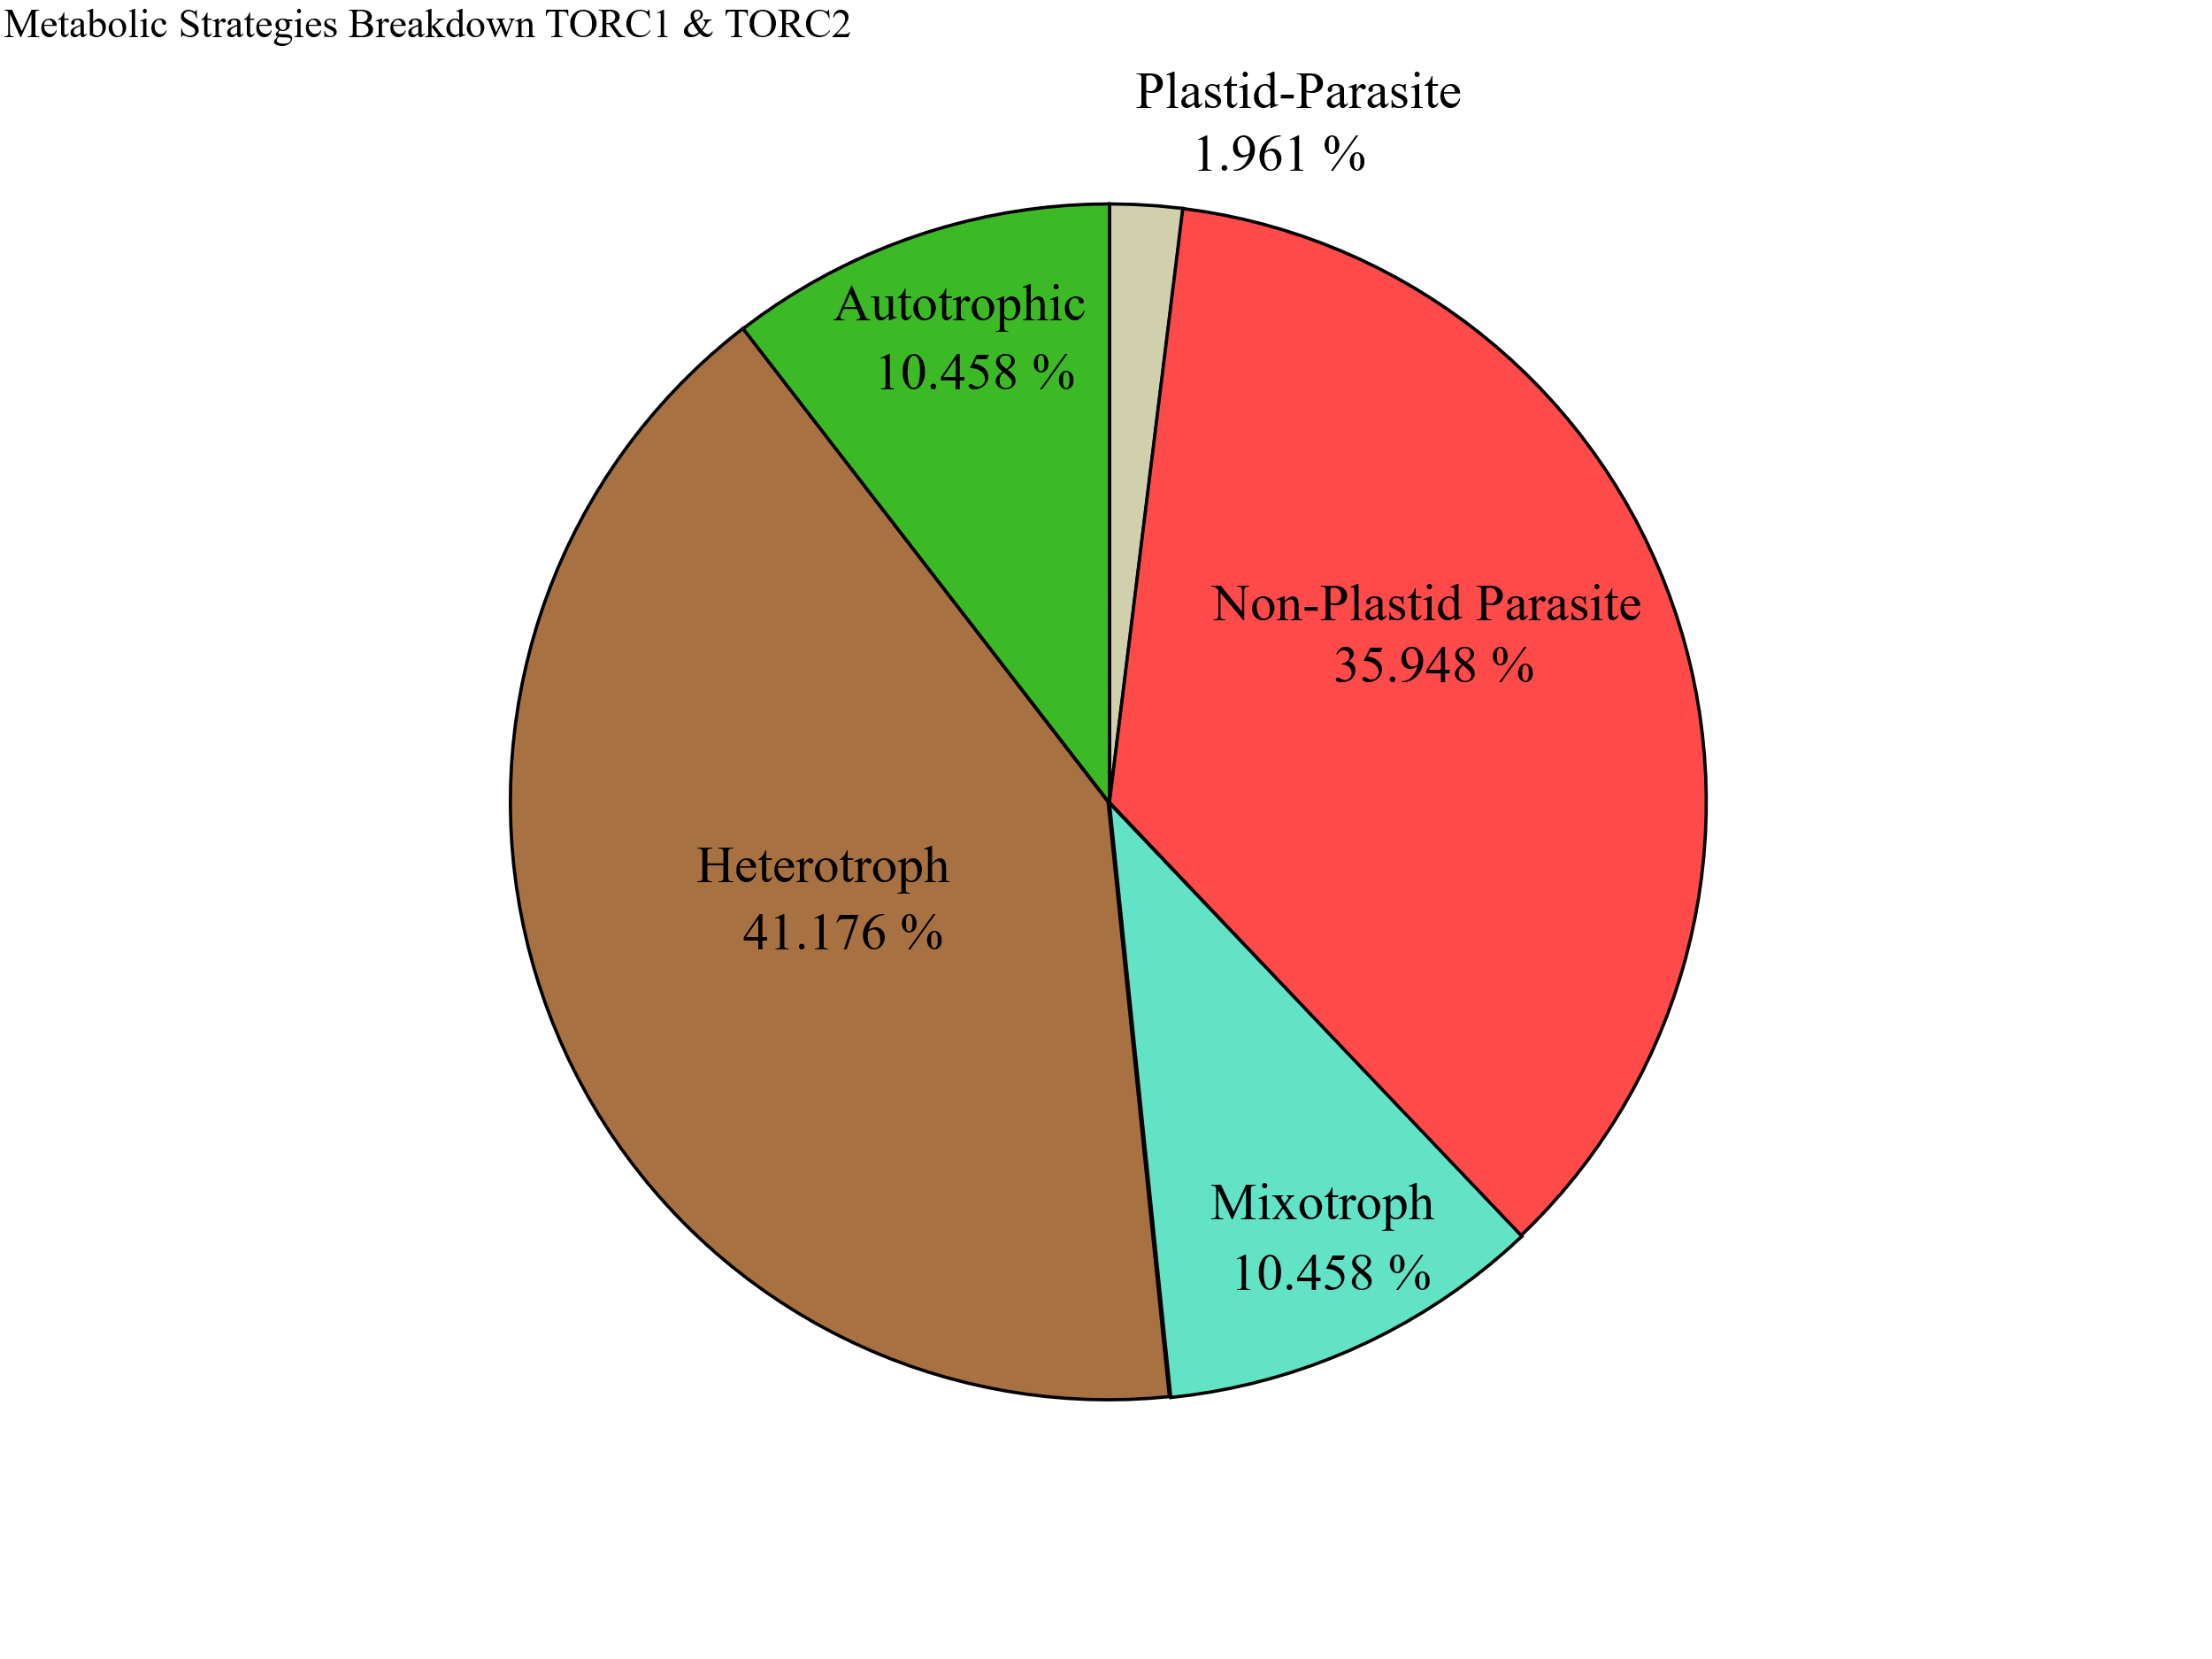 Metabolic Strategies Breakdown TORC1 & TORC2
Plastid-Parasite
1.961 %
Autotrophic
10.458 %
Non-Plastid Parasite
35.948 %
Heterotroph
41.176 %
Mixotroph
10.458 %